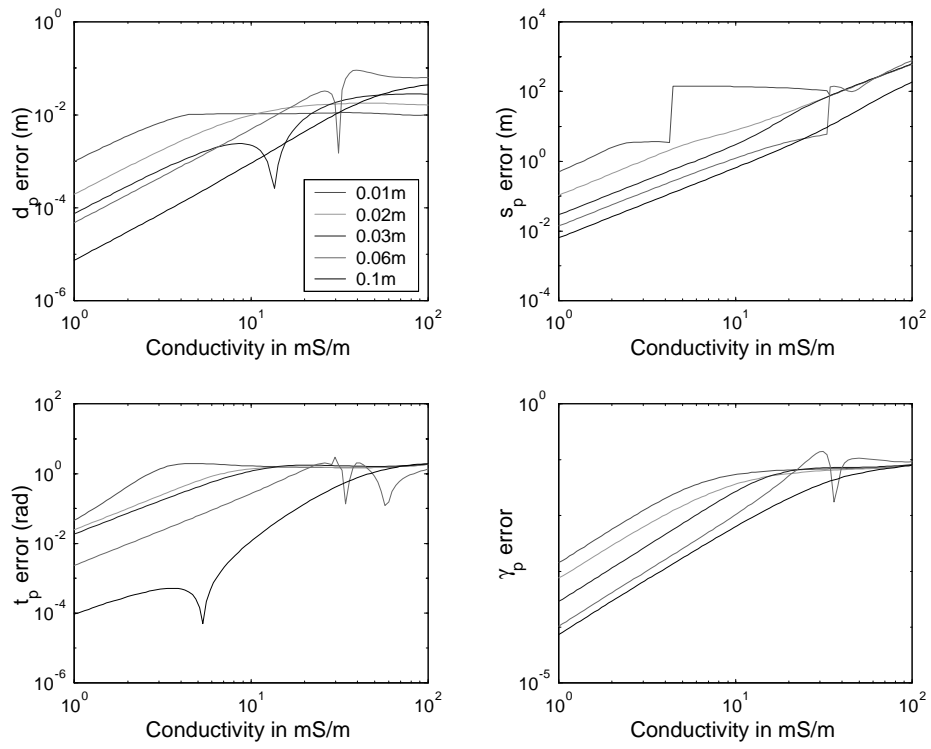 10^0
10^-2
10^-4
10^-6
d_p error (m)
0.01m
0.02m
0.03m
0.06m
0.1m
10^0
10^1
10^2
Conductivity in mS/m
10^4
10^2
10^0
10^-2
10^-4
s_p error (m)
10^0
10^1
10^2
Conductivity in mS/m
10^2
10^0
10^-2
10^-4
10^-6
t_p error (rad)
10^0
10^1
10^2
Conductivity in mS/m
10^0
10^-5
γ_p error
10^0
10^1
10^2
Conductivity in mS/m